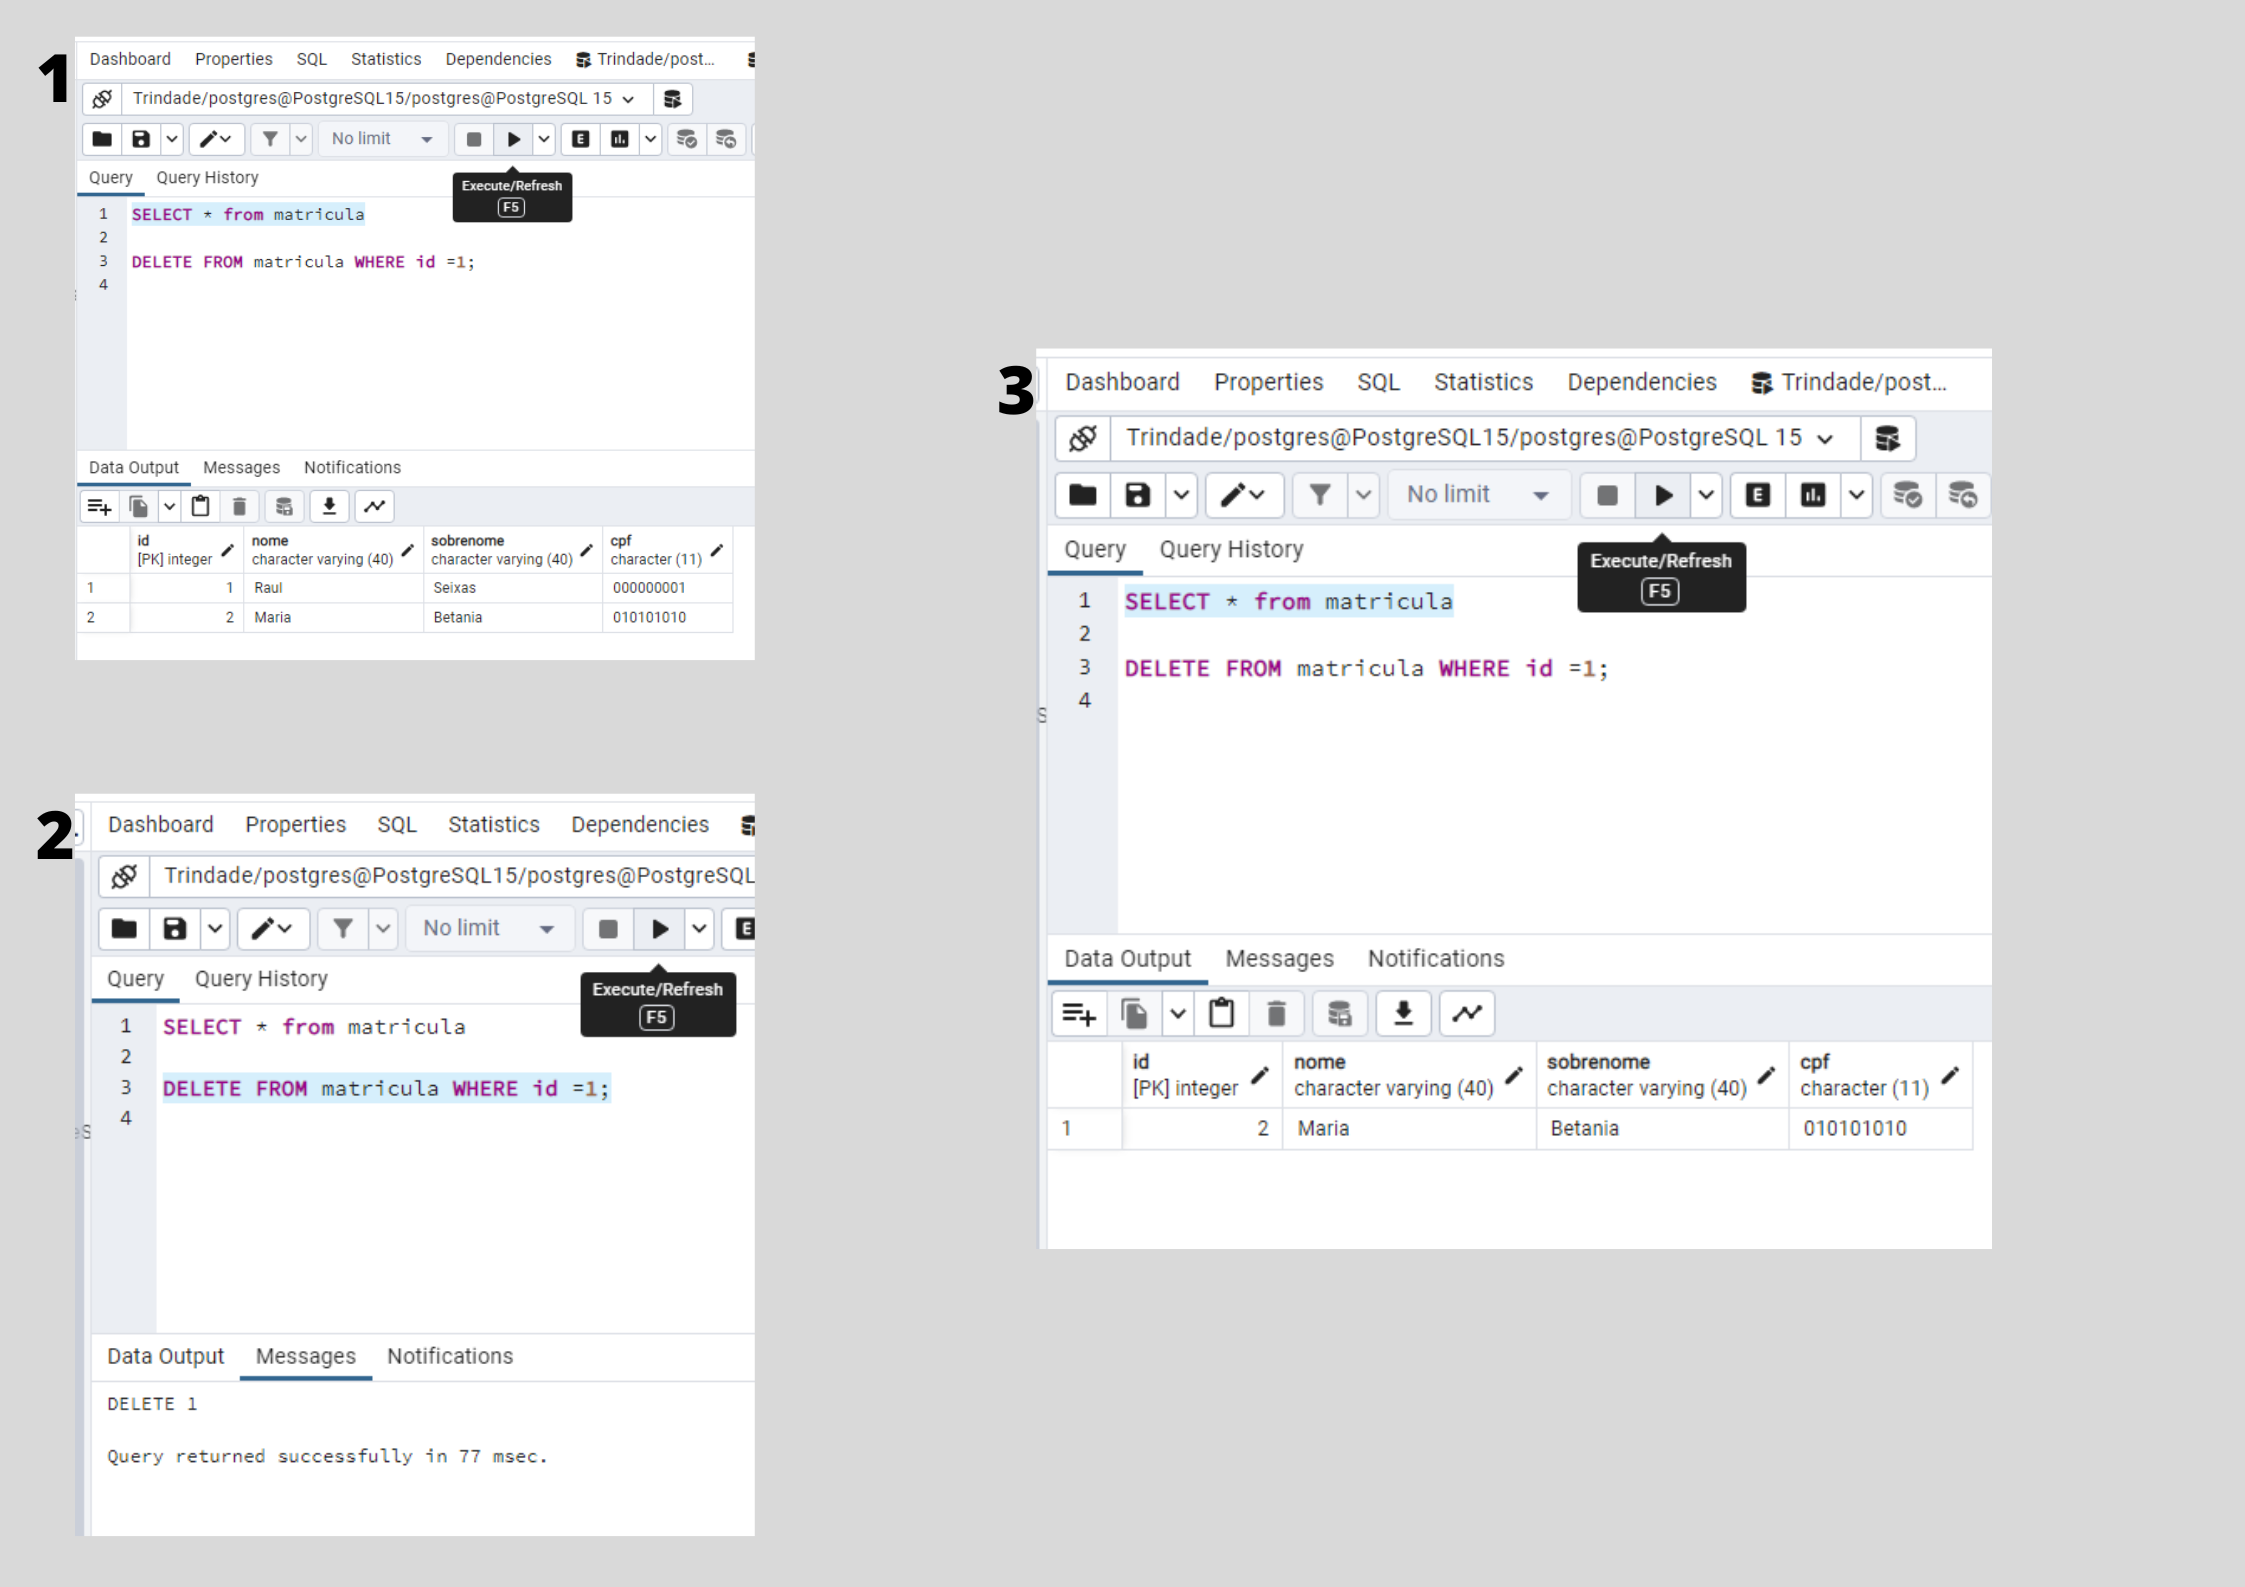 1
Dashboard Properties SQL Statistics Dependencies Trindade/post...
Trindade/postgres@PostgreSQL15/postgres@PostgreSQL 15
No limit
Query Query History
Execute/Refresh
F5
1 SELECT * from matricula
2
3 DELETE FROM matricula WHERE id =1;
4
Data Output Messages Notifications
id nome sobrenome cpf
[PK] integer character varying (40) character varying (40) character (11)
1 1 Raul Seixas 000000001
2 2 Maria Betania 010101010
2
Dashboard Properties SQL Statistics Dependencies
Trindade/postgres@PostgreSQL15/postgres@PostgreSQL
No limit
E
Query Query History
Execute/Refresh
F5
1 SELECT * from matricula
2
3 DELETE FROM matricula WHERE id =1;
4
Data Output Messages Notifications
DELETE 1
Query returned successfully in 77 msec.
3
Dashboard Properties SQL Statistics Dependencies Trindade/post...
Trindade/postgres@PostgreSQL15/postgres@PostgreSQL 15
No limit E
Query Query History
Execute/Refresh
F5
1 SELECT * from matricula
2
3 DELETE FROM matricula WHERE id =1;
4
Data Output Messages Notifications
id nome sobrenome cpf
[PK] integer character varying (40) character varying (40) character (11)
1 2 Maria Betania 010101010